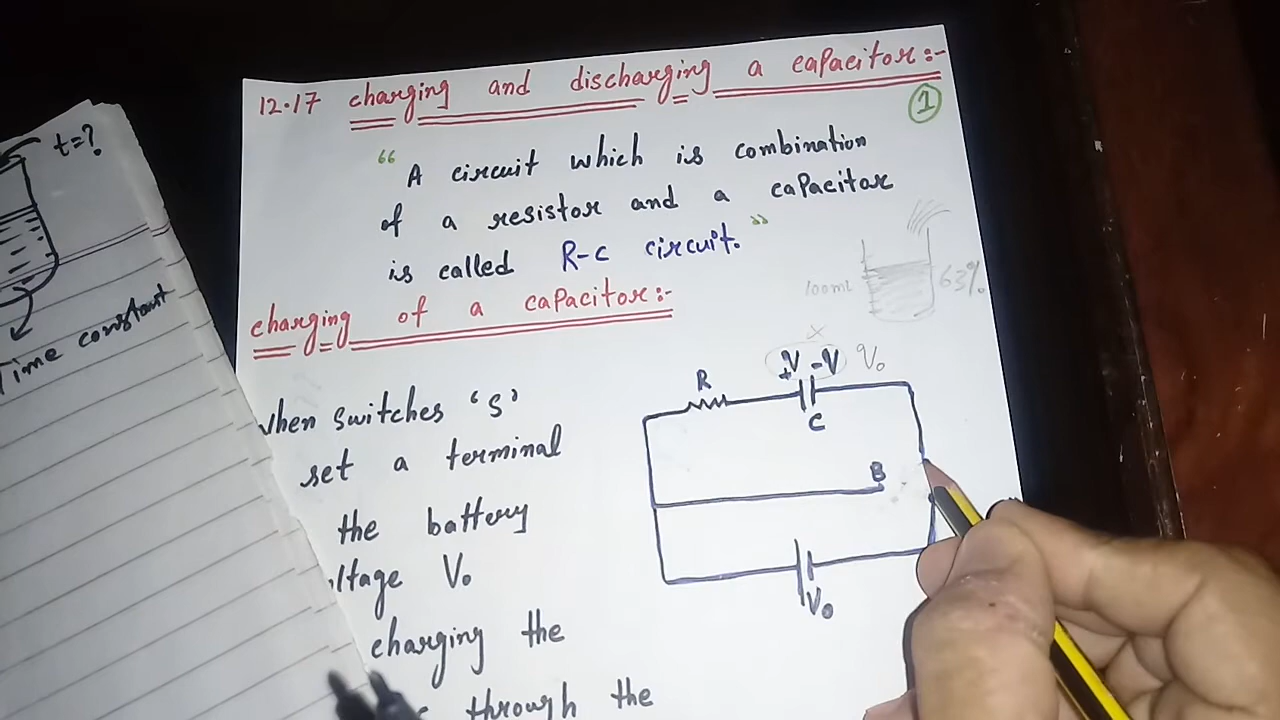 t=?
Time constant
12.17 charging and discharging a capacitor:-
1
“ A circuit which is combination
of a resistor and a capacitor
is called R-C circuit. ”
100ml
63%
charging of a capacitor:-
x
+V -V
V₀
R
C
B
V₀
when switches 's'
set a terminal
the battery
ltage V₀
charging the
through the